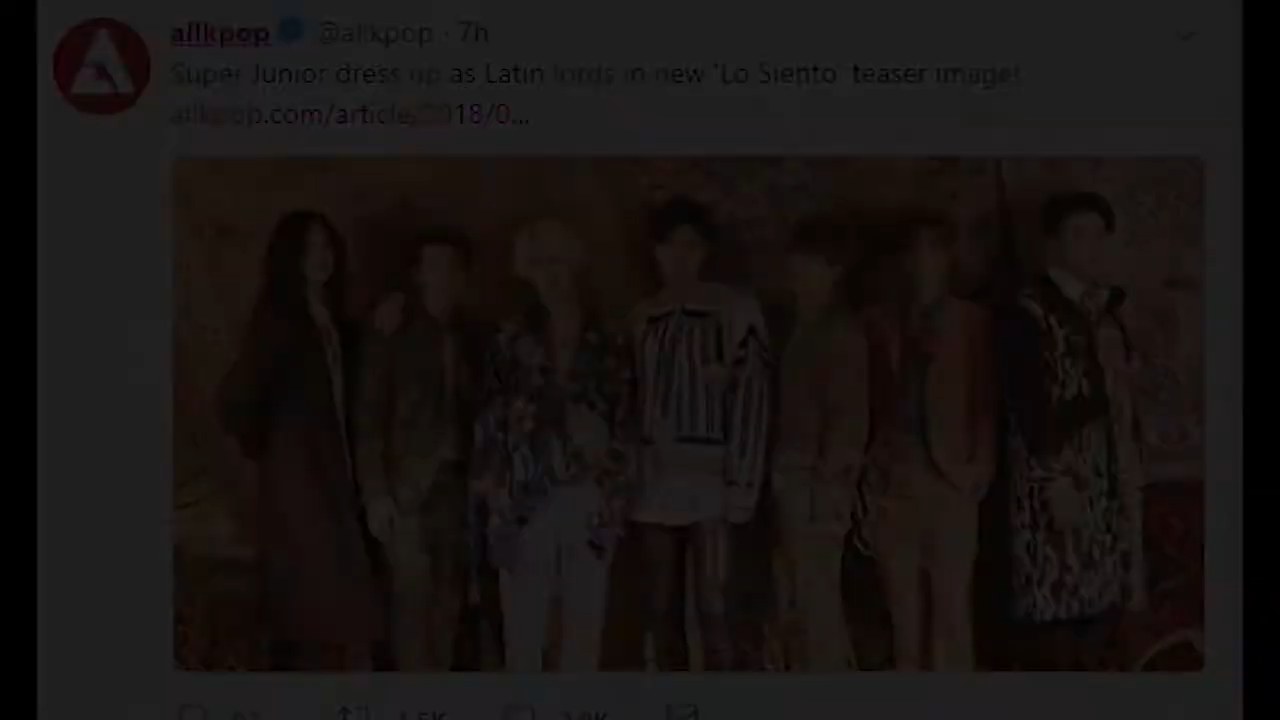 allkpop @allkpop · 7h
Super Junior dress up as Latin lords in new 'Lo Siento' teaser image!
allkpop.com/article/2018/0...